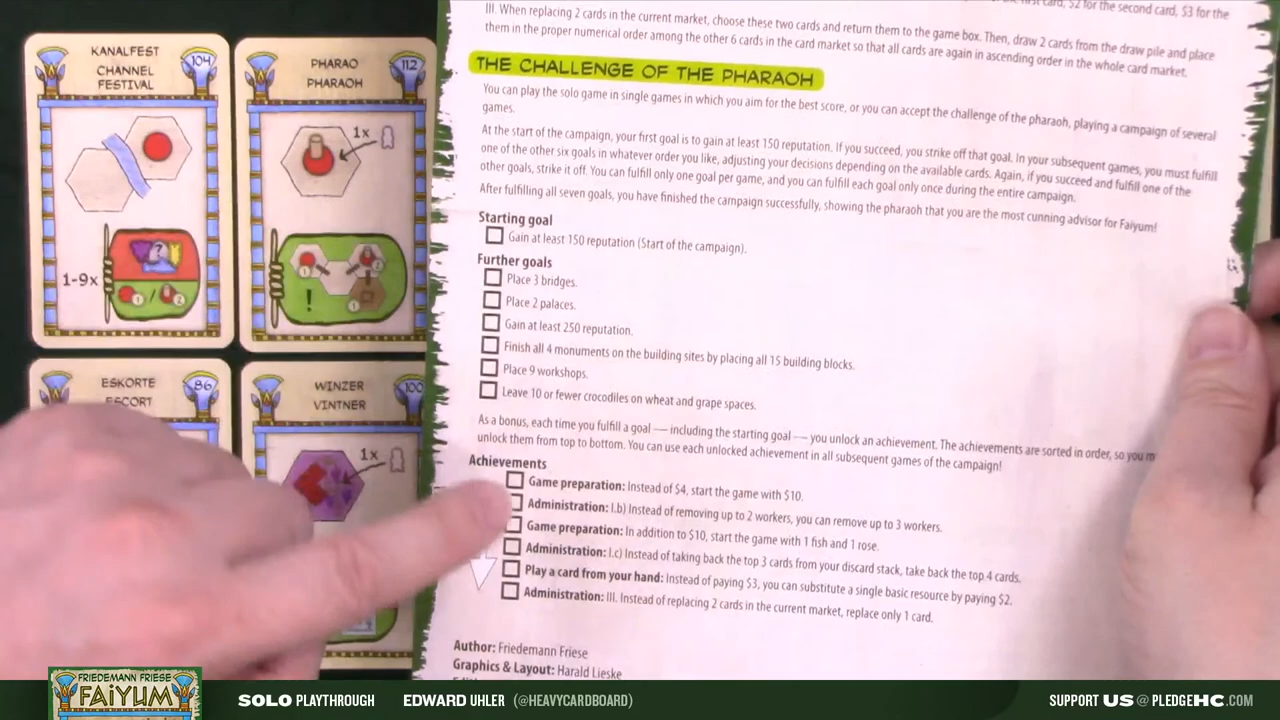 KANALFEST
CHANNEL
FESTIVAL
104
1-9x
1
2
PHARAO
PHARAOH
112
1x
1
2
!
1
ESKORTE
ESCORT
86
WINZER
VINTNER
100
1x
card, $2 for the second card, $3 for the
III. When replacing 2 cards in the current market, choose these two cards and return them to the game box. Then, draw 2 cards from the draw pile and place
them in the proper numerical order among the other 6 cards in the card market so that all cards are again in ascending order in the whole card market.
THE CHALLENGE OF THE PHARAOH
You can play the solo game in single games in which you aim for the best score, or you can accept the challenge of the pharaoh, playing a campaign of several
games.
At the start of the campaign, your first goal is to gain at least 150 reputation. If you succeed, you strike off that goal. In your subsequent games, you must fulfill
one of the other six goals in whatever order you like, adjusting your decisions depending on the available cards. Again, if you succeed and fulfill one of the
other goals, strike it off. You can fulfill only one goal per game, and you can fulfill each goal only once during the entire campaign.
After fulfilling all seven goals, you have finished the campaign successfully, showing the pharaoh that you are the most cunning advisor for Faiyum!
Starting goal
Gain at least 150 reputation (Start of the campaign).
Further goals
Place 3 bridges.
Place 2 palaces.
Gain at least 250 reputation.
Finish all 4 monuments on the building sites by placing all 15 building blocks.
Place 9 workshops.
Leave 10 or fewer crocodiles on wheat and grape spaces.
As a bonus, each time you fulfill a goal — including the starting goal — you unlock an achievement. The achievements are sorted in order, so you m
unlock them from top to bottom. You can use each unlocked achievement in all subsequent games of the campaign!
Achievements
Game preparation: Instead of $4, start the game with $10.
Administration: I.b) Instead of removing up to 2 workers, you can remove up to 3 workers.
Game preparation: In addition to $10, start the game with 1 fish and 1 rose.
Administration: I.c) Instead of taking back the top 3 cards from your discard stack, take back the top 4 cards.
Play a card from your hand: Instead of paying $3, you can substitute a single basic resource by paying $2.
Administration: III. Instead of replacing 2 cards in the current market, replace only 1 card.
Author: Friedemann Friese
Graphics & Layout: Harald Lieske
FRIEDEMANN FRIESE
FAIYUM
SOLO PLAYTHROUGH EDWARD UHLER (@HEAVYCARDBOARD)
SUPPORT US @ PLEDGEHC.COM